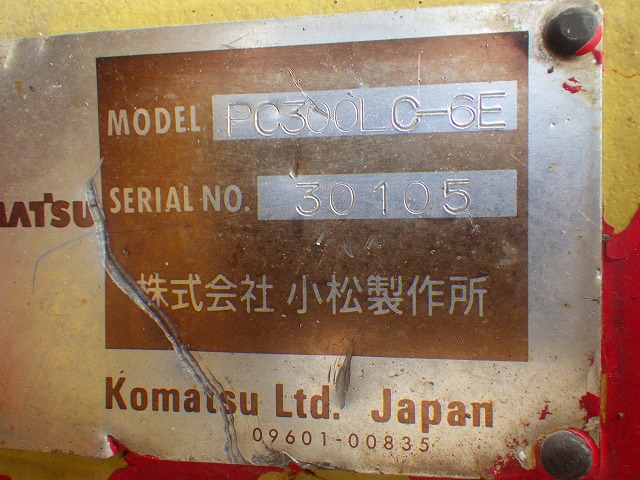 MODEL PC300LC-6E
MATSU SERIAL NO. 30105
株式会社 小松製作所
Komatsu Ltd. Japan
09601-00835